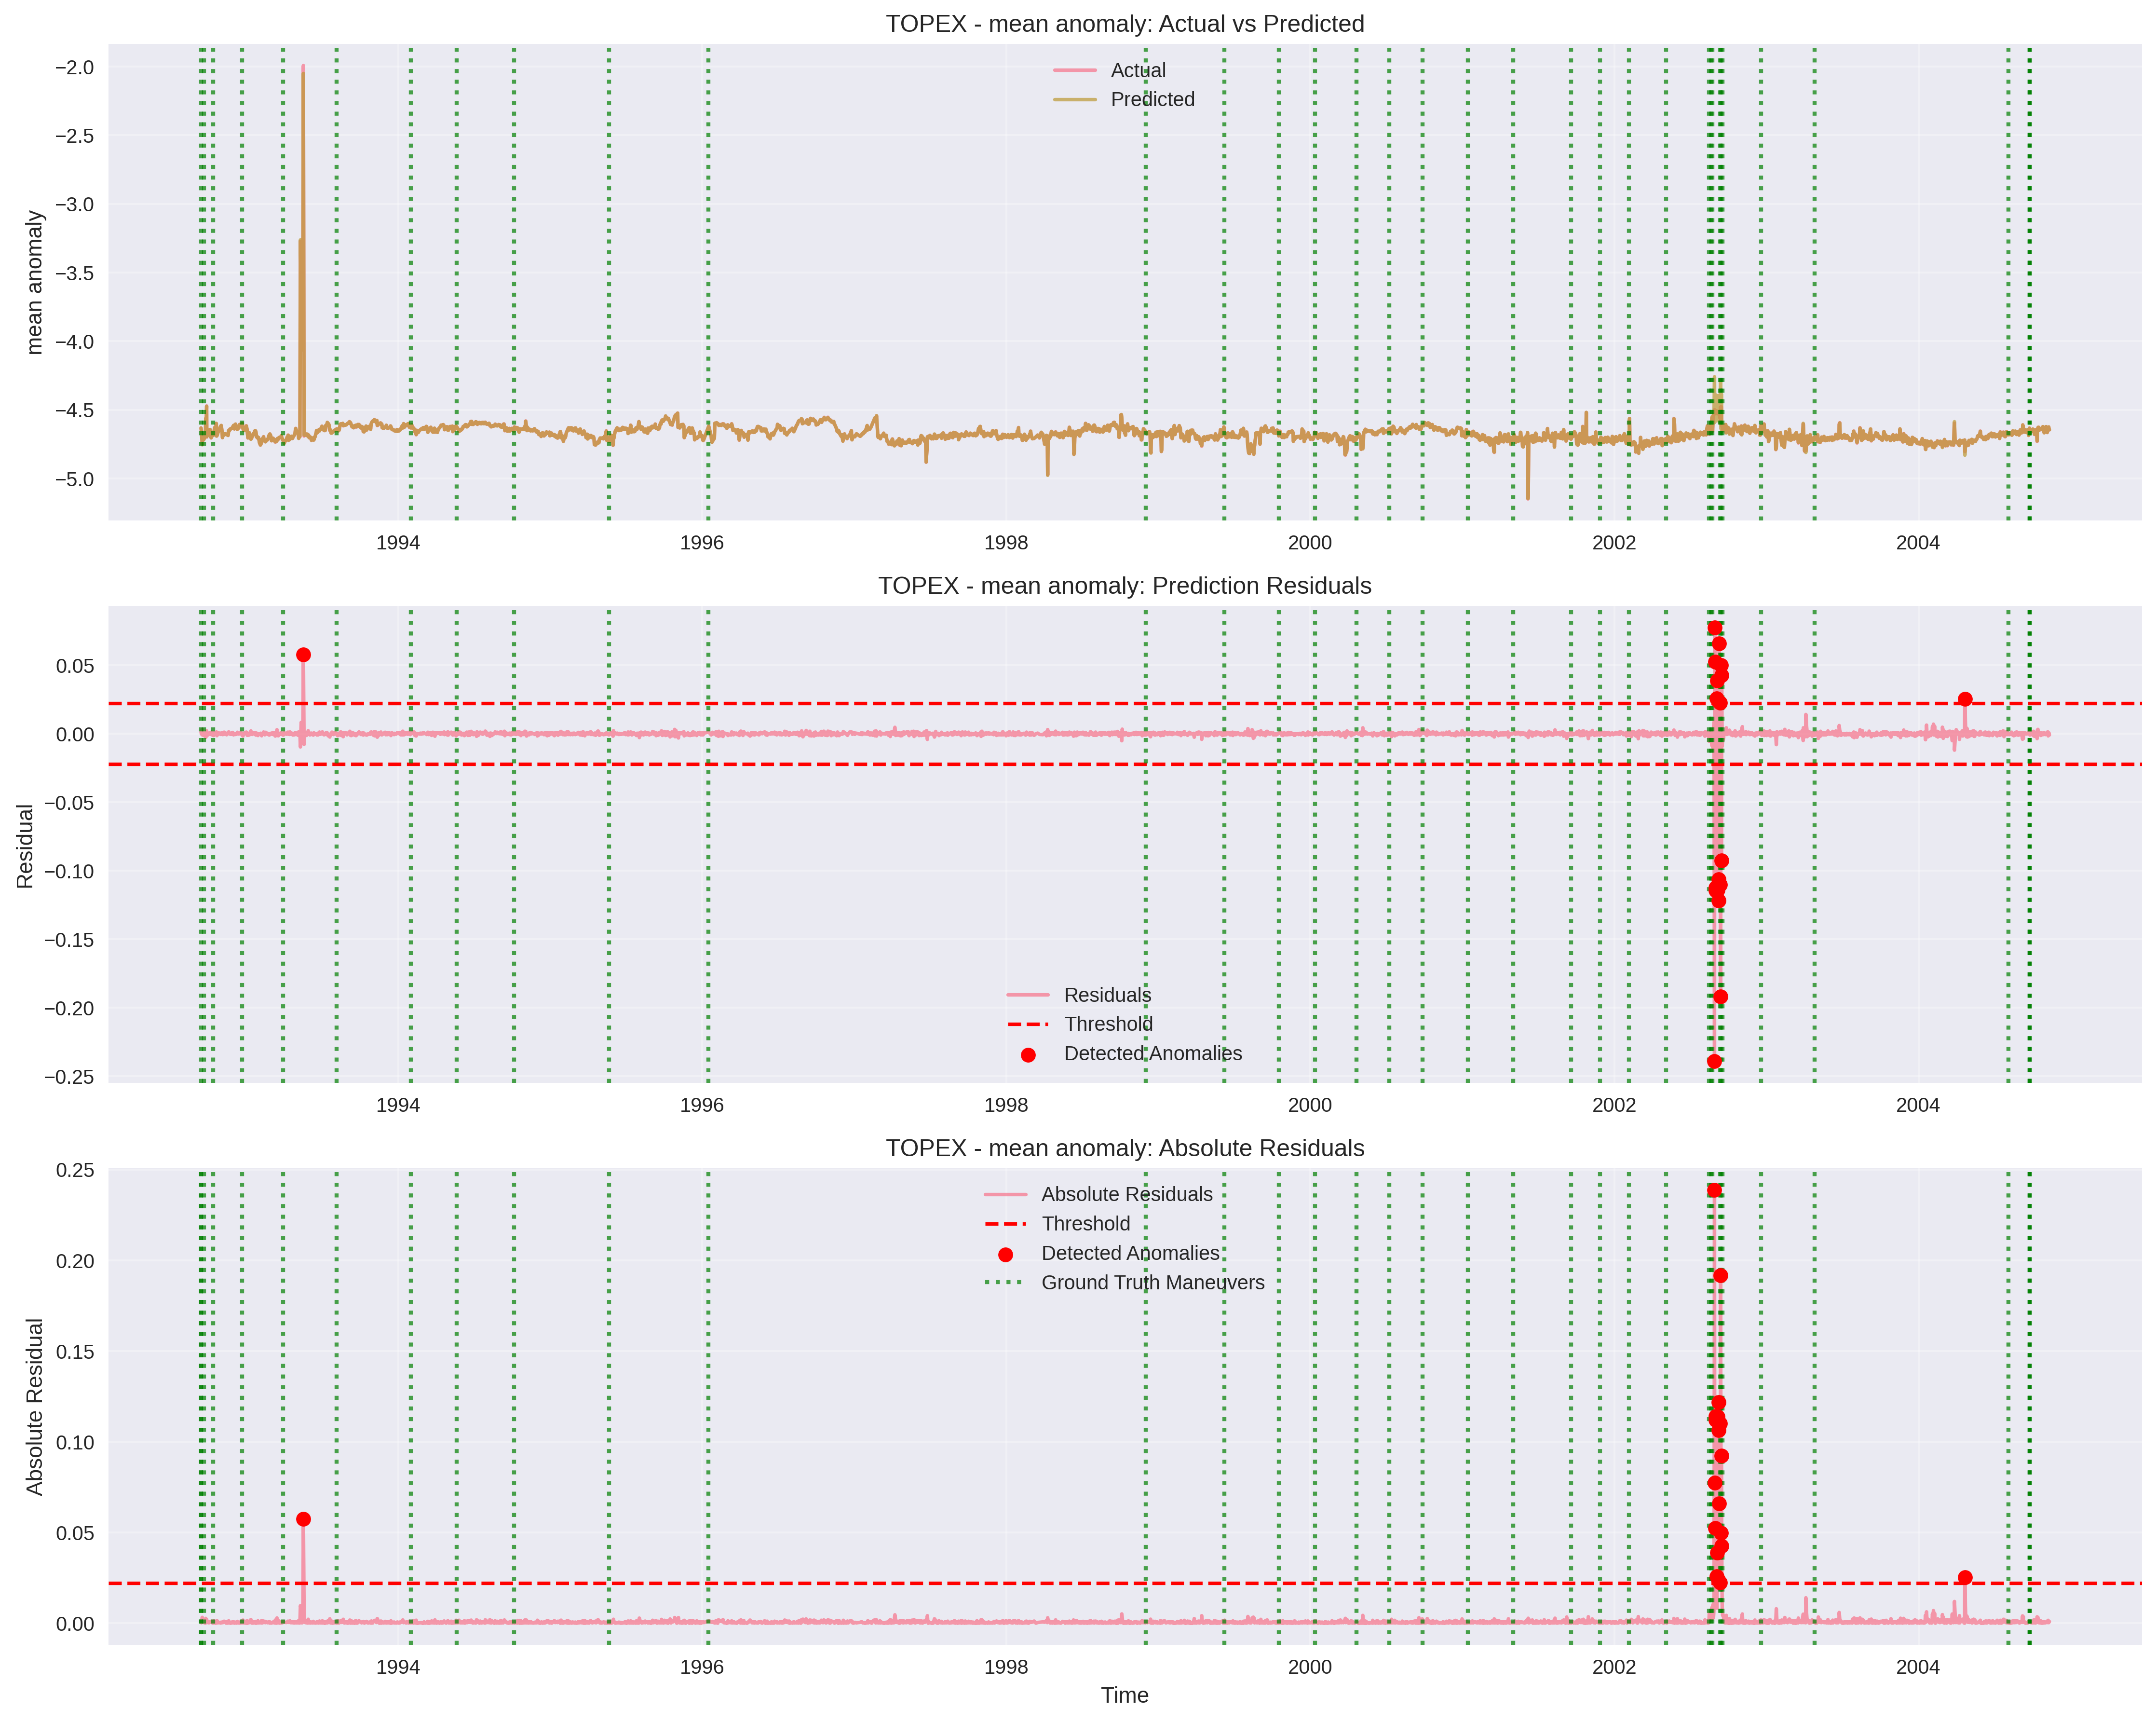 TOPEX - mean anomaly: Actual vs Predicted
mean anomaly
−2.0
−2.5
−3.0
−3.5
−4.0
−4.5
−5.0
Actual
Predicted
1994
1996
1998
2000
2002
2004
TOPEX - mean anomaly: Prediction Residuals
Residual
0.05
0.00
−0.05
−0.10
−0.15
−0.20
−0.25
Residuals
Threshold
Detected Anomalies
1994
1996
1998
2000
2002
2004
TOPEX - mean anomaly: Absolute Residuals
Absolute Residual
0.25
0.20
0.15
0.10
0.05
0.00
Absolute Residuals
Threshold
Detected Anomalies
Ground Truth Maneuvers
1994
1996
1998
2000
2002
2004
Time